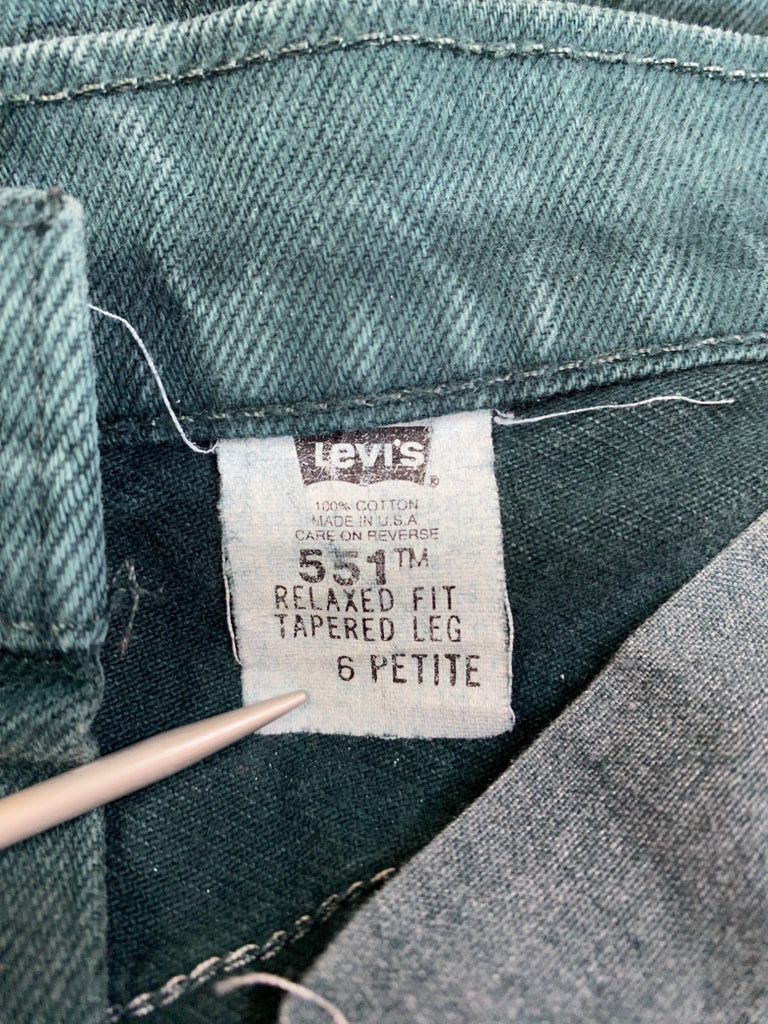 Levi's®
100% COTTON
MADE IN U.S.A.
CARE ON REVERSE
551™
RELAXED FIT
TAPERED LEG
6 PETITE